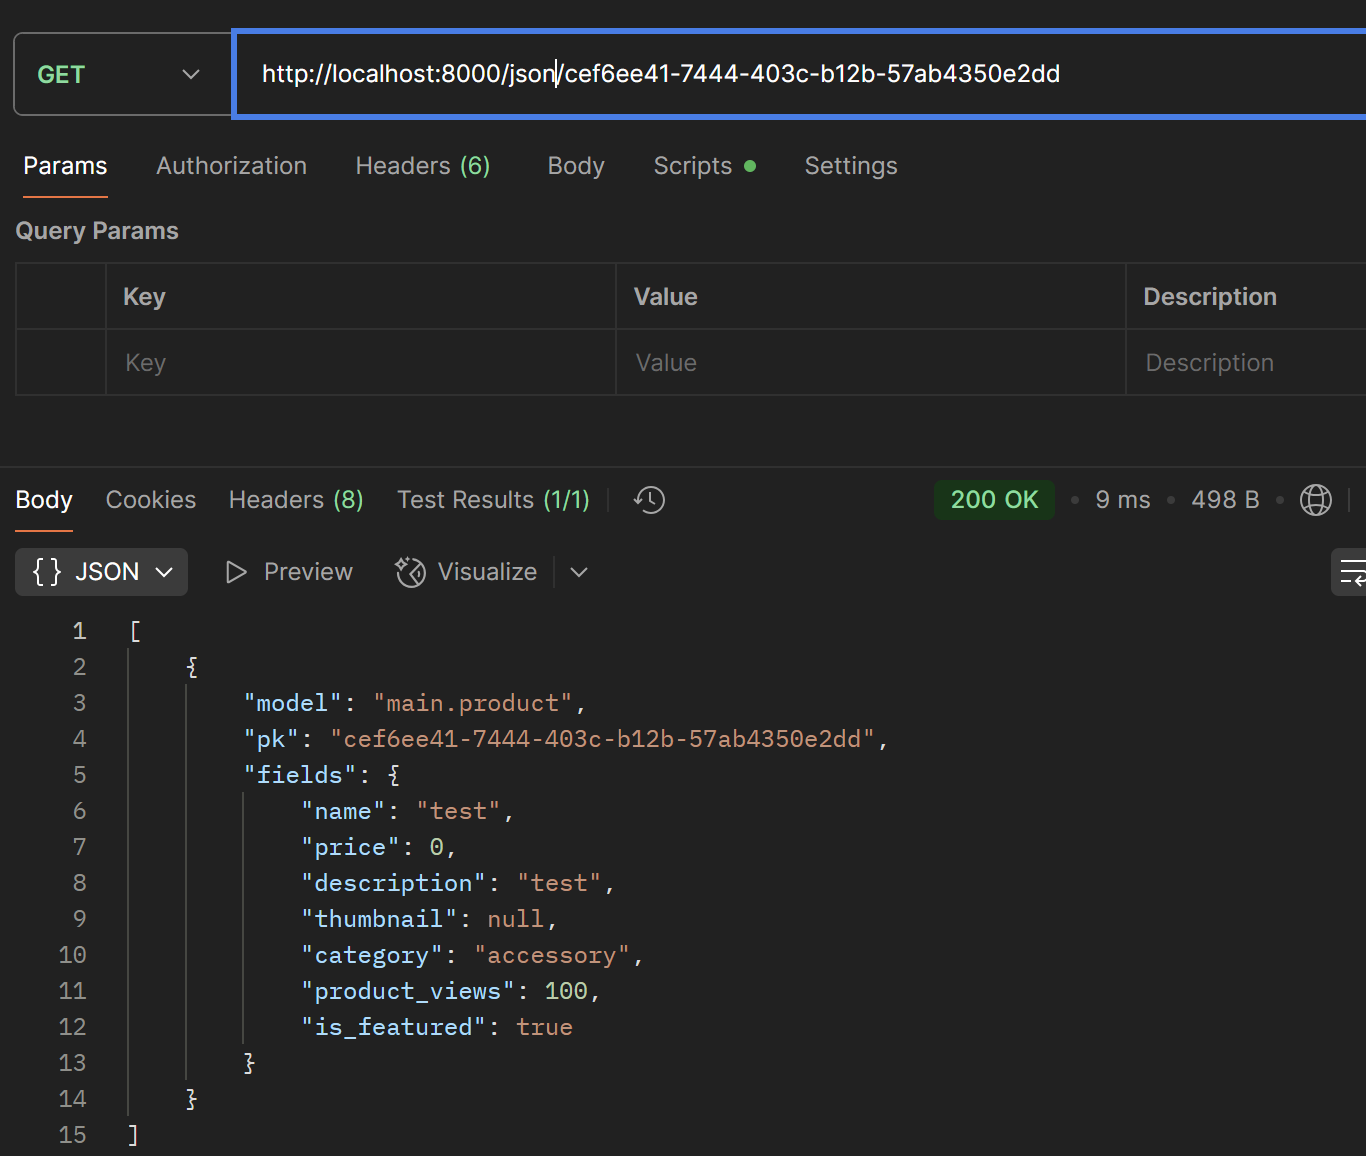 GET http://localhost:8000/json/cef6ee41-7444-403c-b12b-57ab4350e2dd
Params Authorization Headers (6) Body Scripts Settings
Query Params
Key Value Description
Key Value Description
Body Cookies Headers (8) Test Results (1/1) 200 OK • 9 ms • 498 B •
{} JSON Preview Visualize
1 [
2 {
3 "model": "main.product",
4 "pk": "cef6ee41-7444-403c-b12b-57ab4350e2dd",
5 "fields": {
6 "name": "test",
7 "price": 0,
8 "description": "test",
9 "thumbnail": null,
10 "category": "accessory",
11 "product_views": 100,
12 "is_featured": true
13 }
14 }
15 ]